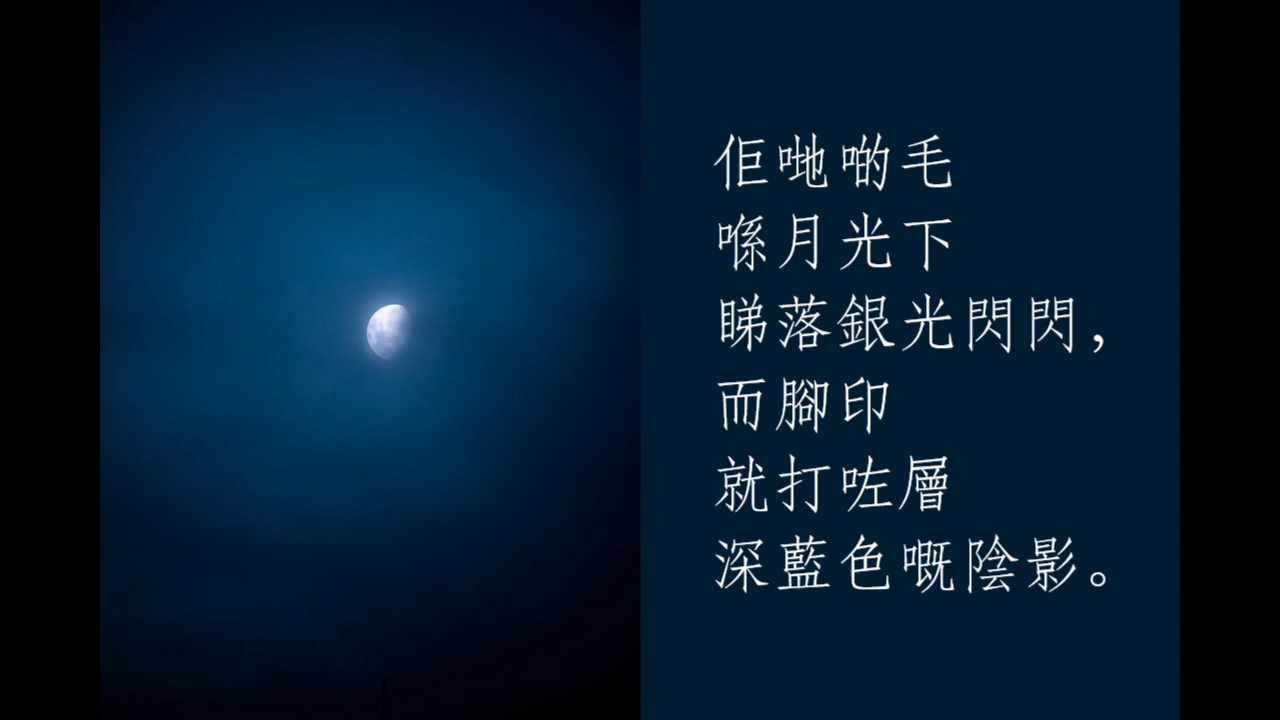 佢哋啲毛
喺月光下
睇落銀光閃閃，
而腳印
就打咗層
深藍色嘅陰影。